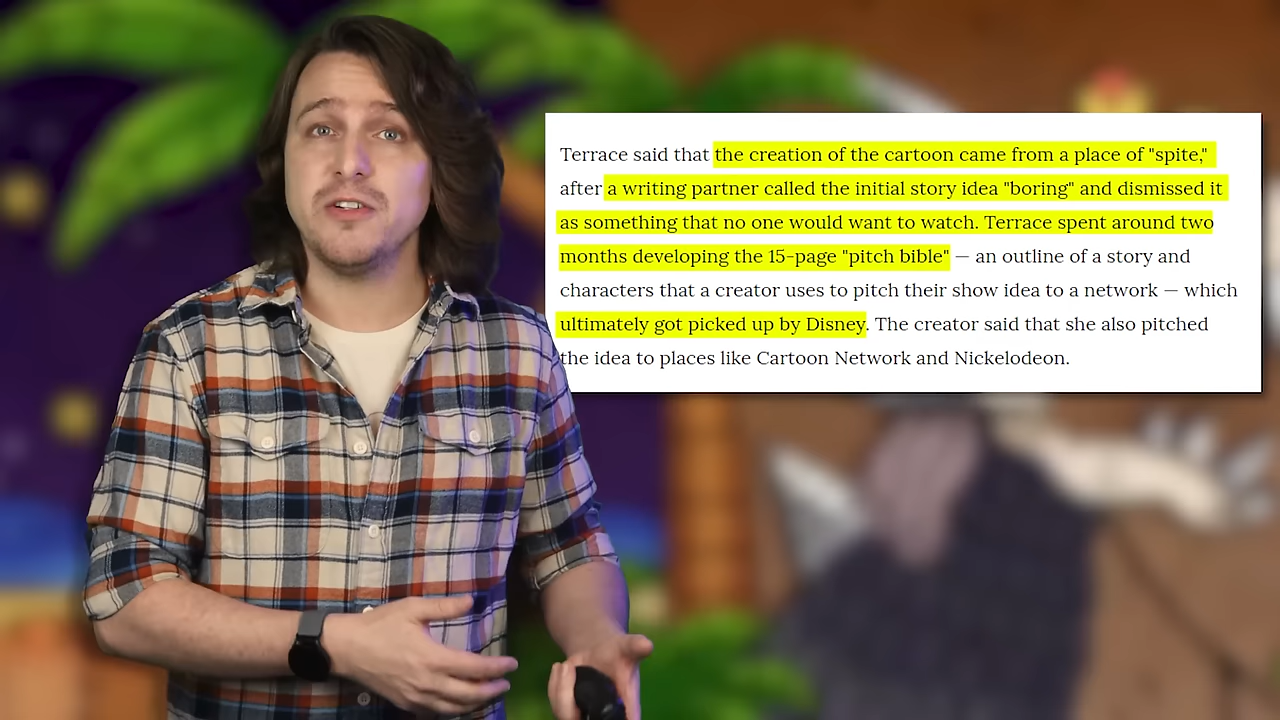 Terrace said that the creation of the cartoon came from a place of "spite,"
after a writing partner called the initial story idea "boring" and dismissed it
as something that no one would want to watch. Terrace spent around two
months developing the 15-page "pitch bible" — an outline of a story and
characters that a creator uses to pitch their show idea to a network — which
ultimately got picked up by Disney. The creator said that she also pitched
the idea to places like Cartoon Network and Nickelodeon.